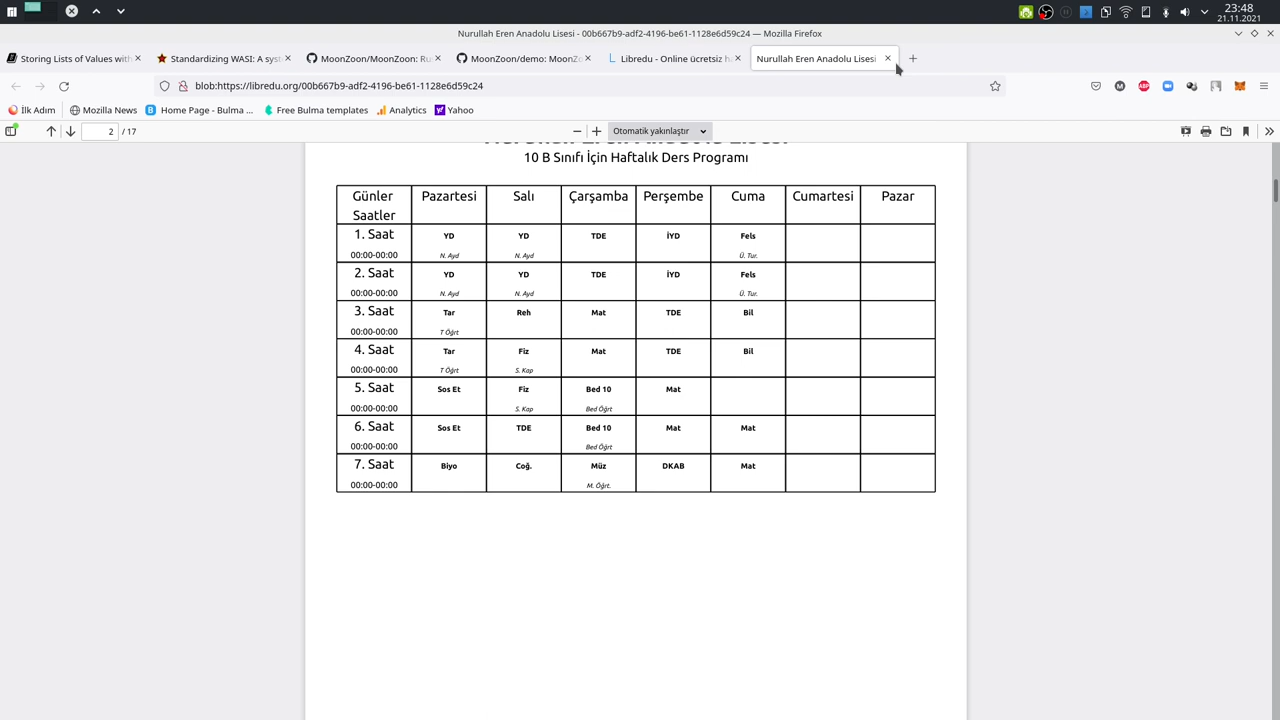 23:48
21.11.2021
Nurullah Eren Anadolu Lisesi - 00b667b9-adf2-4196-be61-1128e6d59c24 — Mozilla Firefox
Storing Lists of Values with
Standardizing WASI: A sys
MoonZoon/MoonZoon: Ru
MoonZoon/demo: MoonZo
Libredu - Online ücretsiz h
Nurullah Eren Anadolu Lisesi
blob:https://libredu.org/00b667b9-adf2-4196-be61-1128e6d59c24
İlk Adım Mozilla News Home Page - Bulma ... Free Bulma templates Analytics Yahoo
2 / 17 Otomatik yakınlaştır
10 B Sınıfı İçin Haftalık Ders Programı
Günler Saatler Pazartesi Salı Çarşamba Perşembe Cuma Cumartesi Pazar
1. Saat YD YD TDE İYD Fels
00:00-00:00 N. Ayd N. Ayd Ü. Tur.
2. Saat YD YD TDE İYD Fels
00:00-00:00 N. Ayd N. Ayd Ü. Tur.
3. Saat Tar Reh Mat TDE Bil
00:00-00:00 T Öğrt
4. Saat Tar Fiz Mat TDE Bil
00:00-00:00 T Öğrt S. Kap
5. Saat Sos Et Fiz Bed 10 Mat
00:00-00:00 S. Kap Bed Öğrt
6. Saat Sos Et TDE Bed 10 Mat Mat
00:00-00:00 Bed Öğrt
7. Saat Biyo Coğ. Müz DKAB Mat
00:00-00:00 M. Öğrt.